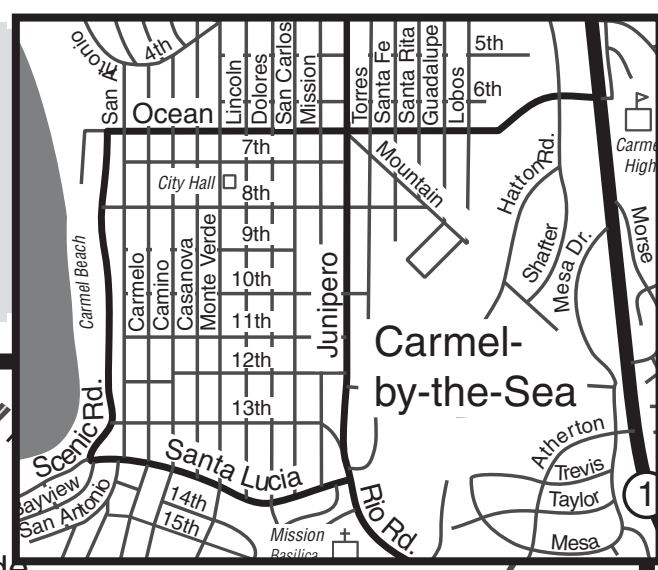 San Antonio
4th
Lincoln
Dolores
San Carlos
Mission
Torres
Santa Fe
Santa Rita
Guadalupe
Lobos
5th
6th
Ocean
7th
City Hall
8th
Mountain
Hatton Rd.
Carme
High
Carmel Beach
Carmelo
Camino
Casanova
Monte Verde
9th
10th
11th
12th
13th
Junipero
Shafter
Mesa Dr.
Morse
Carmel-
by-the-Sea
Scenic Rd.
Santa Lucia
Bayview
San Antonio
14th
15th
Mission
Basilica
Rio Rd.
Atherton
Trevis
Taylor
Mesa
1
de